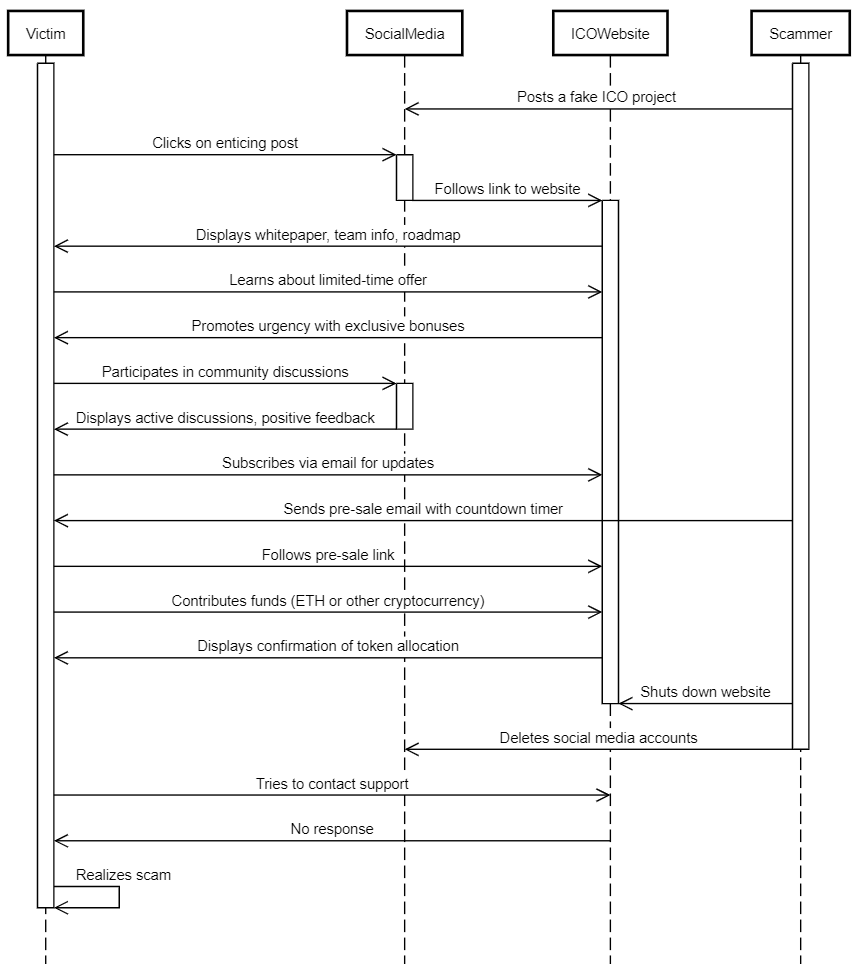 Victim
SocialMedia
ICOWebsite
Scammer
Posts a fake ICO project
Clicks on enticing post
Follows link to website
Displays whitepaper, team info, roadmap
Learns about limited-time offer
Promotes urgency with exclusive bonuses
Participates in community discussions
Displays active discussions, positive feedback
Subscribes via email for updates
Sends pre-sale email with countdown timer
Follows pre-sale link
Contributes funds (ETH or other cryptocurrency)
Displays confirmation of token allocation
Shuts down website
Deletes social media accounts
Tries to contact support
No response
Realizes scam